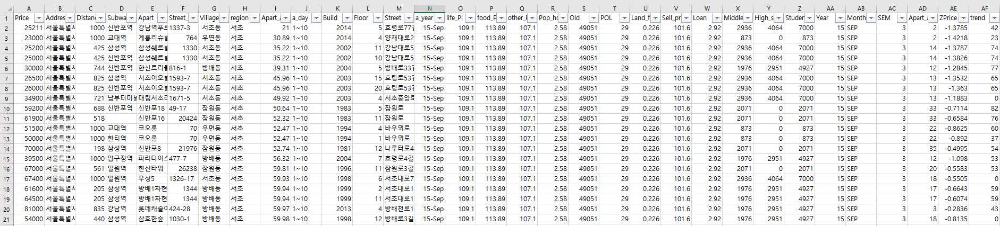 A B C D E F G H I J K L M N O P Q R S T U V W X Y Z AA AB AC AD AE AF
1 Price Addres Distan Subwa Apart Street_ Village region Apart_a a_day Build Floor Street a_year life_PI food_P other_P Pop_ho Old POL Land_f Sell_pr Loan Middle High_s Studer Year Month SEM Apart_a ZPrice trend
2 25211 서울특별시 1000 신반포역 강남역푸르 1337-3 서초동 서초 21 1~10 2014 5 효령로77길 15-Sep 109.1 113.89 107.1 2.58 49051 29 0.226 101.6 2.92 2936 4064 7000 15 SEP 3 2 -1.3785 42
3 23000 서울특별시 1000 교대역 계룡리슈빌 764 우면동 서초 30.89 1~10 2014 4 양재대로2 15-Sep 109.1 113.89 107.1 2.58 49051 29 0.226 101.6 2.92 873 0 873 15 SEP 3 2 -1.4218 23
4 25200 서울특별시 425 삼성역 삼성쉐르빌 1330 서초동 서초 35.22 1~10 2002 11 강남대로5 15-Sep 109.1 113.89 107.1 2.58 49051 29 0.226 101.6 2.92 2936 4064 7000 15 SEP 3 14 -1.3787 74
5 25000 서울특별시 425 신반포역 삼성쉐르빌 1330 서초동 서초 35.22 1~10 2002 10 강남대로5 15-Sep 109.1 113.89 107.1 2.58 49051 29 0.226 101.6 2.92 2936 4064 7000 15 SEP 3 14 -1.3826 74
6 30000 서울특별시 744 신반포역 한신트리플 816-1 방배동 서초 39.31 1~10 2004 5 방배로33길 15-Sep 109.1 113.89 107.1 2.58 49051 29 0.226 101.6 2.92 1976 2951 4927 15 SEP 3 12 -1.2845 77
7 26500 서울특별시 825 삼성역 서초이오빌 1593-7 서초동 서초 45.96 1~10 2003 15 효령로53길 15-Sep 109.1 113.89 107.1 2.58 49051 29 0.226 101.6 2.92 2936 4064 7000 15 SEP 3 13 -1.3532 65
8 26000 서울특별시 825 신반포역 서초이오빌 1593-7 서초동 서초 45.96 1~10 2003 20 효령로53길 15-Sep 109.1 113.89 107.1 2.58 49051 29 0.226 101.6 2.92 2936 4064 7000 15 SEP 3 13 -1.363 65
9 34900 서울특별시 721 남부터미널 대림서초리 1671-5 서초동 서초 49.92 1~10 2003 4 서초중앙로 15-Sep 109.1 113.89 107.1 2.58 49051 29 0.226 101.6 2.92 2936 4064 7000 15 SEP 3 13 -1.1883 0
10 59200 서울특별시 688 신반포역 신반포18 49-17 잠원동 서초 50.64 1~10 1983 5 잠원로 15-Sep 109.1 113.89 107.1 2.58 49051 29 0.226 101.6 2.92 2071 0 2071 15 SEP 3 33 -0.7114 82
11 61900 서울특별시 518 신반포16 20424 잠원동 서초 52.32 1~10 1983 11 잠원로 15-Sep 109.1 113.89 107.1 2.58 49051 29 0.226 101.6 2.92 2071 0 2071 15 SEP 3 33 -0.6584 76
12 51500 서울특별시 1000 교대역 코오롱 70 우면동 서초 52.47 1~10 1994 4 바우뫼로 15-Sep 109.1 113.89 107.1 2.58 49051 29 0.226 101.6 2.92 873 0 873 15 SEP 3 22 -0.8625 60
13 50000 서울특별시 1000 한티역 코오롱 70 우면동 서초 52.47 1~10 1994 1 바우뫼로 15-Sep 109.1 113.89 107.1 2.58 49051 29 0.226 101.6 2.92 873 0 873 15 SEP 3 22 -0.892 37
14 70000 서울특별시 198 삼성역 신반포8 21976 잠원동 서초 52.74 1~10 1981 12 나루터로4 15-Sep 109.1 113.89 107.1 2.58 49051 29 0.226 101.6 2.92 2071 0 2071 15 SEP 3 35 -0.4995 54
15 39500 서울특별시 1000 압구정역 파라다이스 477-7 방배동 서초 56.32 1~10 2004 7 효령로4길 15-Sep 109.1 113.89 107.1 2.58 49051 29 0.226 101.6 2.92 1976 2951 4927 15 SEP 3 12 -1.098 53
16 67000 서울특별시 561 일원역 한신타워 26238 잠원동 서초 59.81 1~10 1996 11 잠원로3길 15-Sep 109.1 113.89 107.1 2.58 49051 29 0.226 101.6 2.92 2071 0 2071 15 SEP 3 20 -0.5583 53
17 67400 서울특별시 1000 일원역 우성5 1326-17 서초동 서초 59.93 1~10 1998 6 서초대로7 15-Sep 109.1 113.89 107.1 2.58 49051 29 0.226 101.6 2.92 2936 4064 7000 15 SEP 3 18 -0.5505 0
18 61600 서울특별시 205 삼성역 방배1차현 1344 방배동 서초 59.94 1~10 1999 2 서초대로1 15-Sep 109.1 113.89 107.1 2.58 49051 29 0.226 101.6 2.92 1976 2951 4927 15 SEP 3 17 -0.6643 59
19 64500 서울특별시 205 삼성역 방배1차현 1344 방배동 서초 59.94 1~10 1999 11 서초대로1 15-Sep 109.1 113.89 107.1 2.58 49051 29 0.226 101.6 2.92 1976 2951 4927 15 SEP 3 17 -0.6074 59
20 81000 서울특별시 835 강남역 롯데캐슬아 424-28 방배동 서초 59.97 1~10 2013 4 방배천로1 15-Sep 109.1 113.89 107.1 2.58 49051 29 0.226 101.6 2.92 1976 2951 4927 15 SEP 3 3 -0.2836 43
21 54000 서울특별시 440 삼성역 삼호한숲 1030-1 방배동 서초 59.98 1~10 1998 12 방배로3길 15-Sep 109.1 113.89 107.1 2.58 49051 29 0.226 101.6 2.92 1976 2951 4927 15 SEP 3 18 -0.8135 0